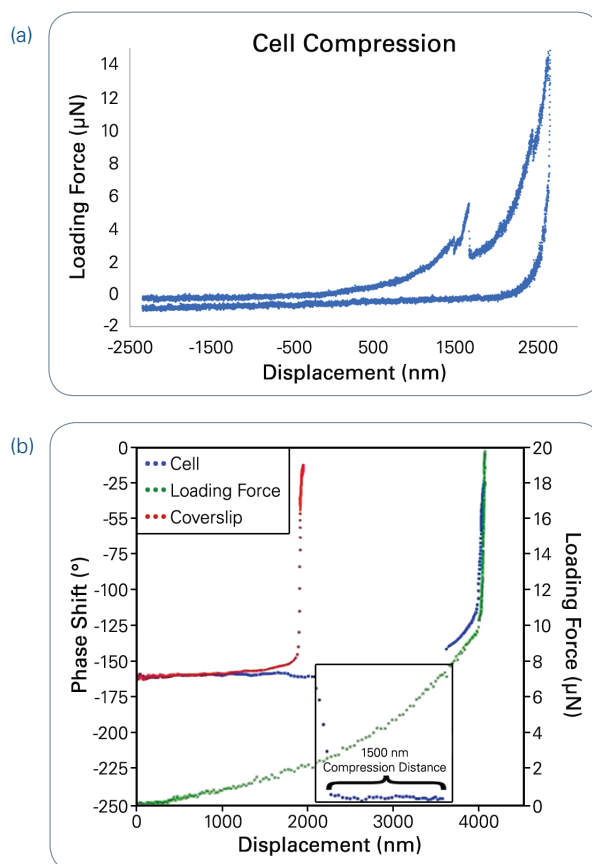 (a)
Cell Compression
14
12
10
8
6
4
2
0
-2
Loading Force (µN)
-2500 -1500 -500 500 1500 2500
Displacement (nm)
(b)
0
-25
-55
-75
-100
-125
-150
-175
-200
-225
-250
Phase Shift (°)
Cell
Loading Force
Coverslip
1500 nm
Compression Distance
20
18
16
14
12
10
8
6
4
2
0
Loading Force (µN)
0 1000 2000 3000 4000
Displacement (nm)